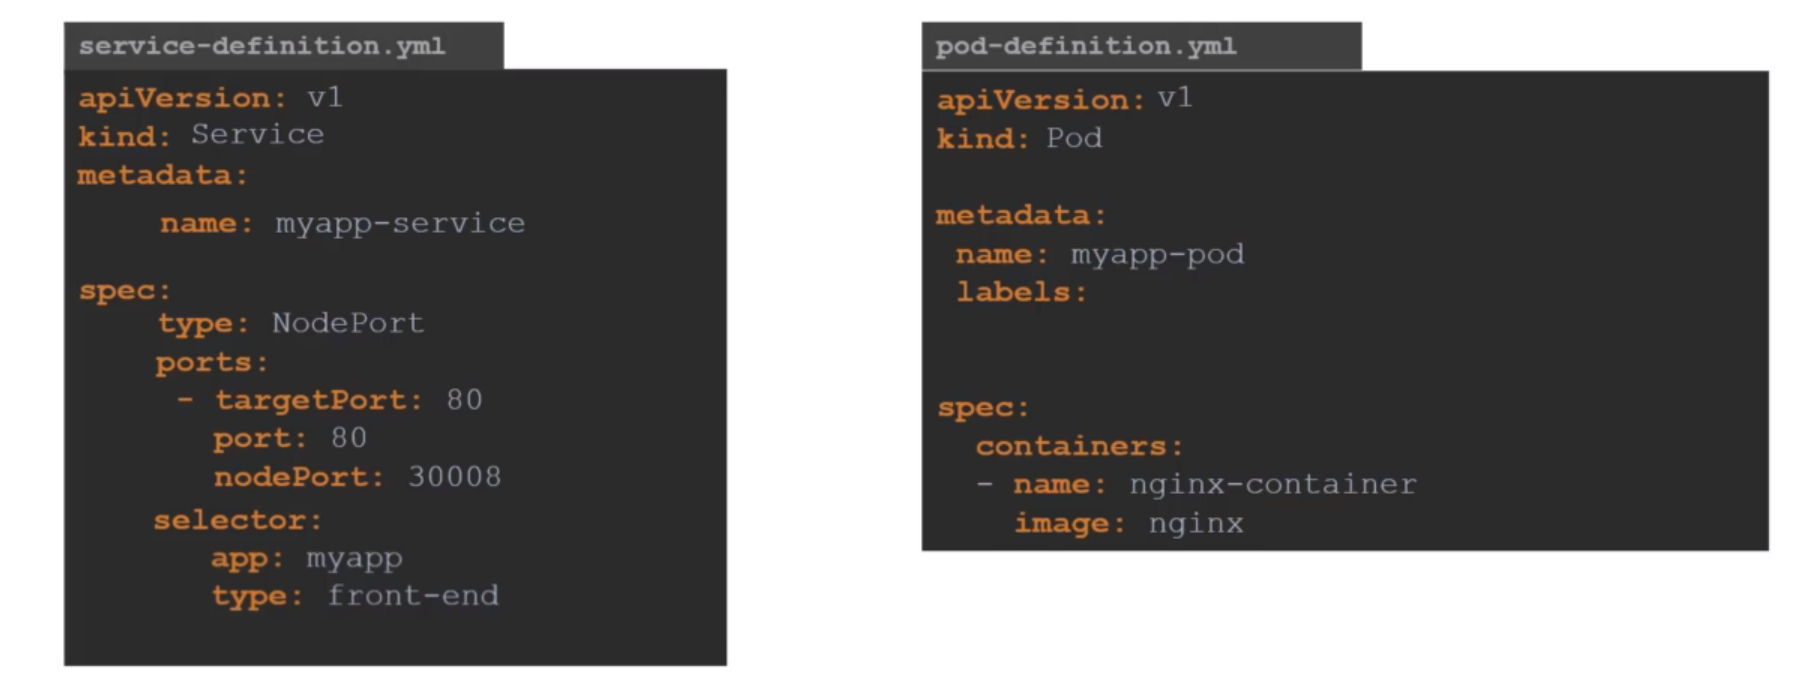 service-definition.yml
apiVersion: v1
kind: Service
metadata:
name: myapp-service
spec:
type: NodePort
ports:
- targetPort: 80
port: 80
nodePort: 30008
selector:
app: myapp
type: front-end
pod-definition.yml
apiVersion: v1
kind: Pod
metadata:
name: myapp-pod
labels:
spec:
containers:
- name: nginx-container
image: nginx